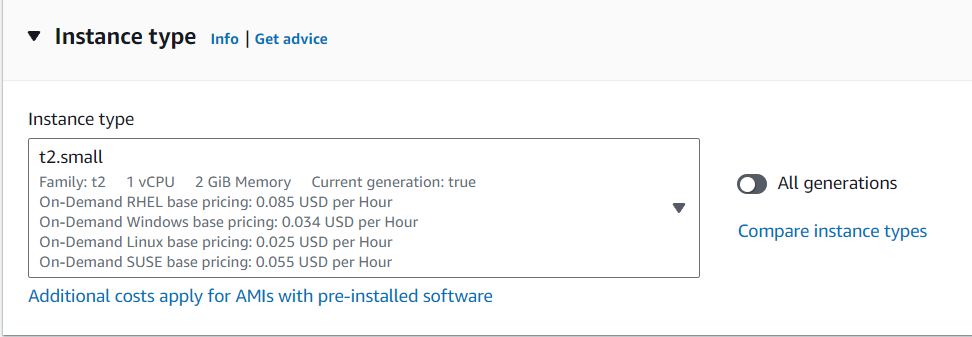 Instance type Info | Get advice
Instance type
t2.small
Family: t2 1 vCPU 2 GiB Memory Current generation: true
On-Demand RHEL base pricing: 0.085 USD per Hour
On-Demand Windows base pricing: 0.034 USD per Hour
On-Demand Linux base pricing: 0.025 USD per Hour
On-Demand SUSE base pricing: 0.055 USD per Hour
All generations
Compare instance types
Additional costs apply for AMIs with pre-installed software